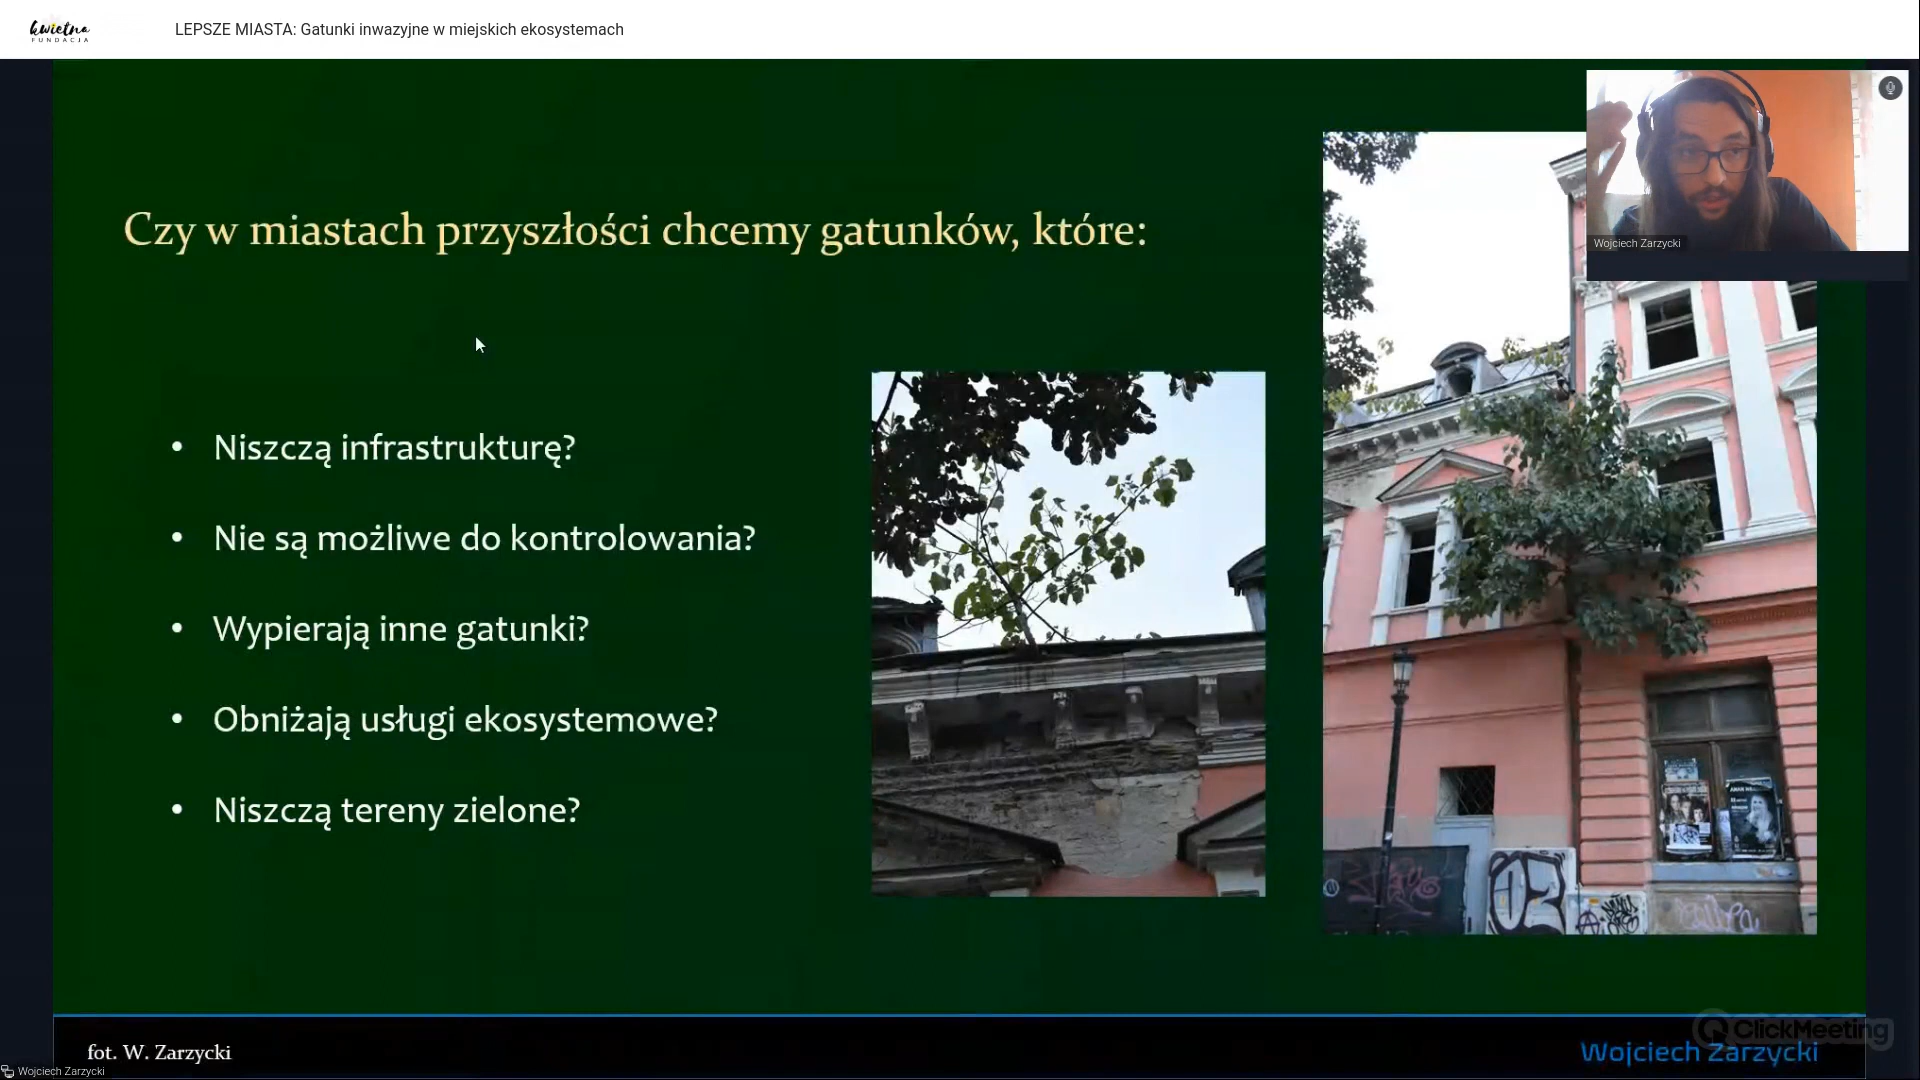 kwietna
FUNDACJA
LEPSZE MIASTA: Gatunki inwazyjne w miejskich ekosystemach
Wojciech Zarzycki
Czy w miastach przyszłości chcemy gatunków, które:
• Niszczą infrastrukturę?
• Nie są możliwe do kontrolowania?
• Wypierają inne gatunki?
• Obniżają usługi ekosystemowe?
• Niszczą tereny zielone?
fot. W. Zarzycki
ClickMeeting
Wojciech Zarzycki
Wojciech Zarzycki